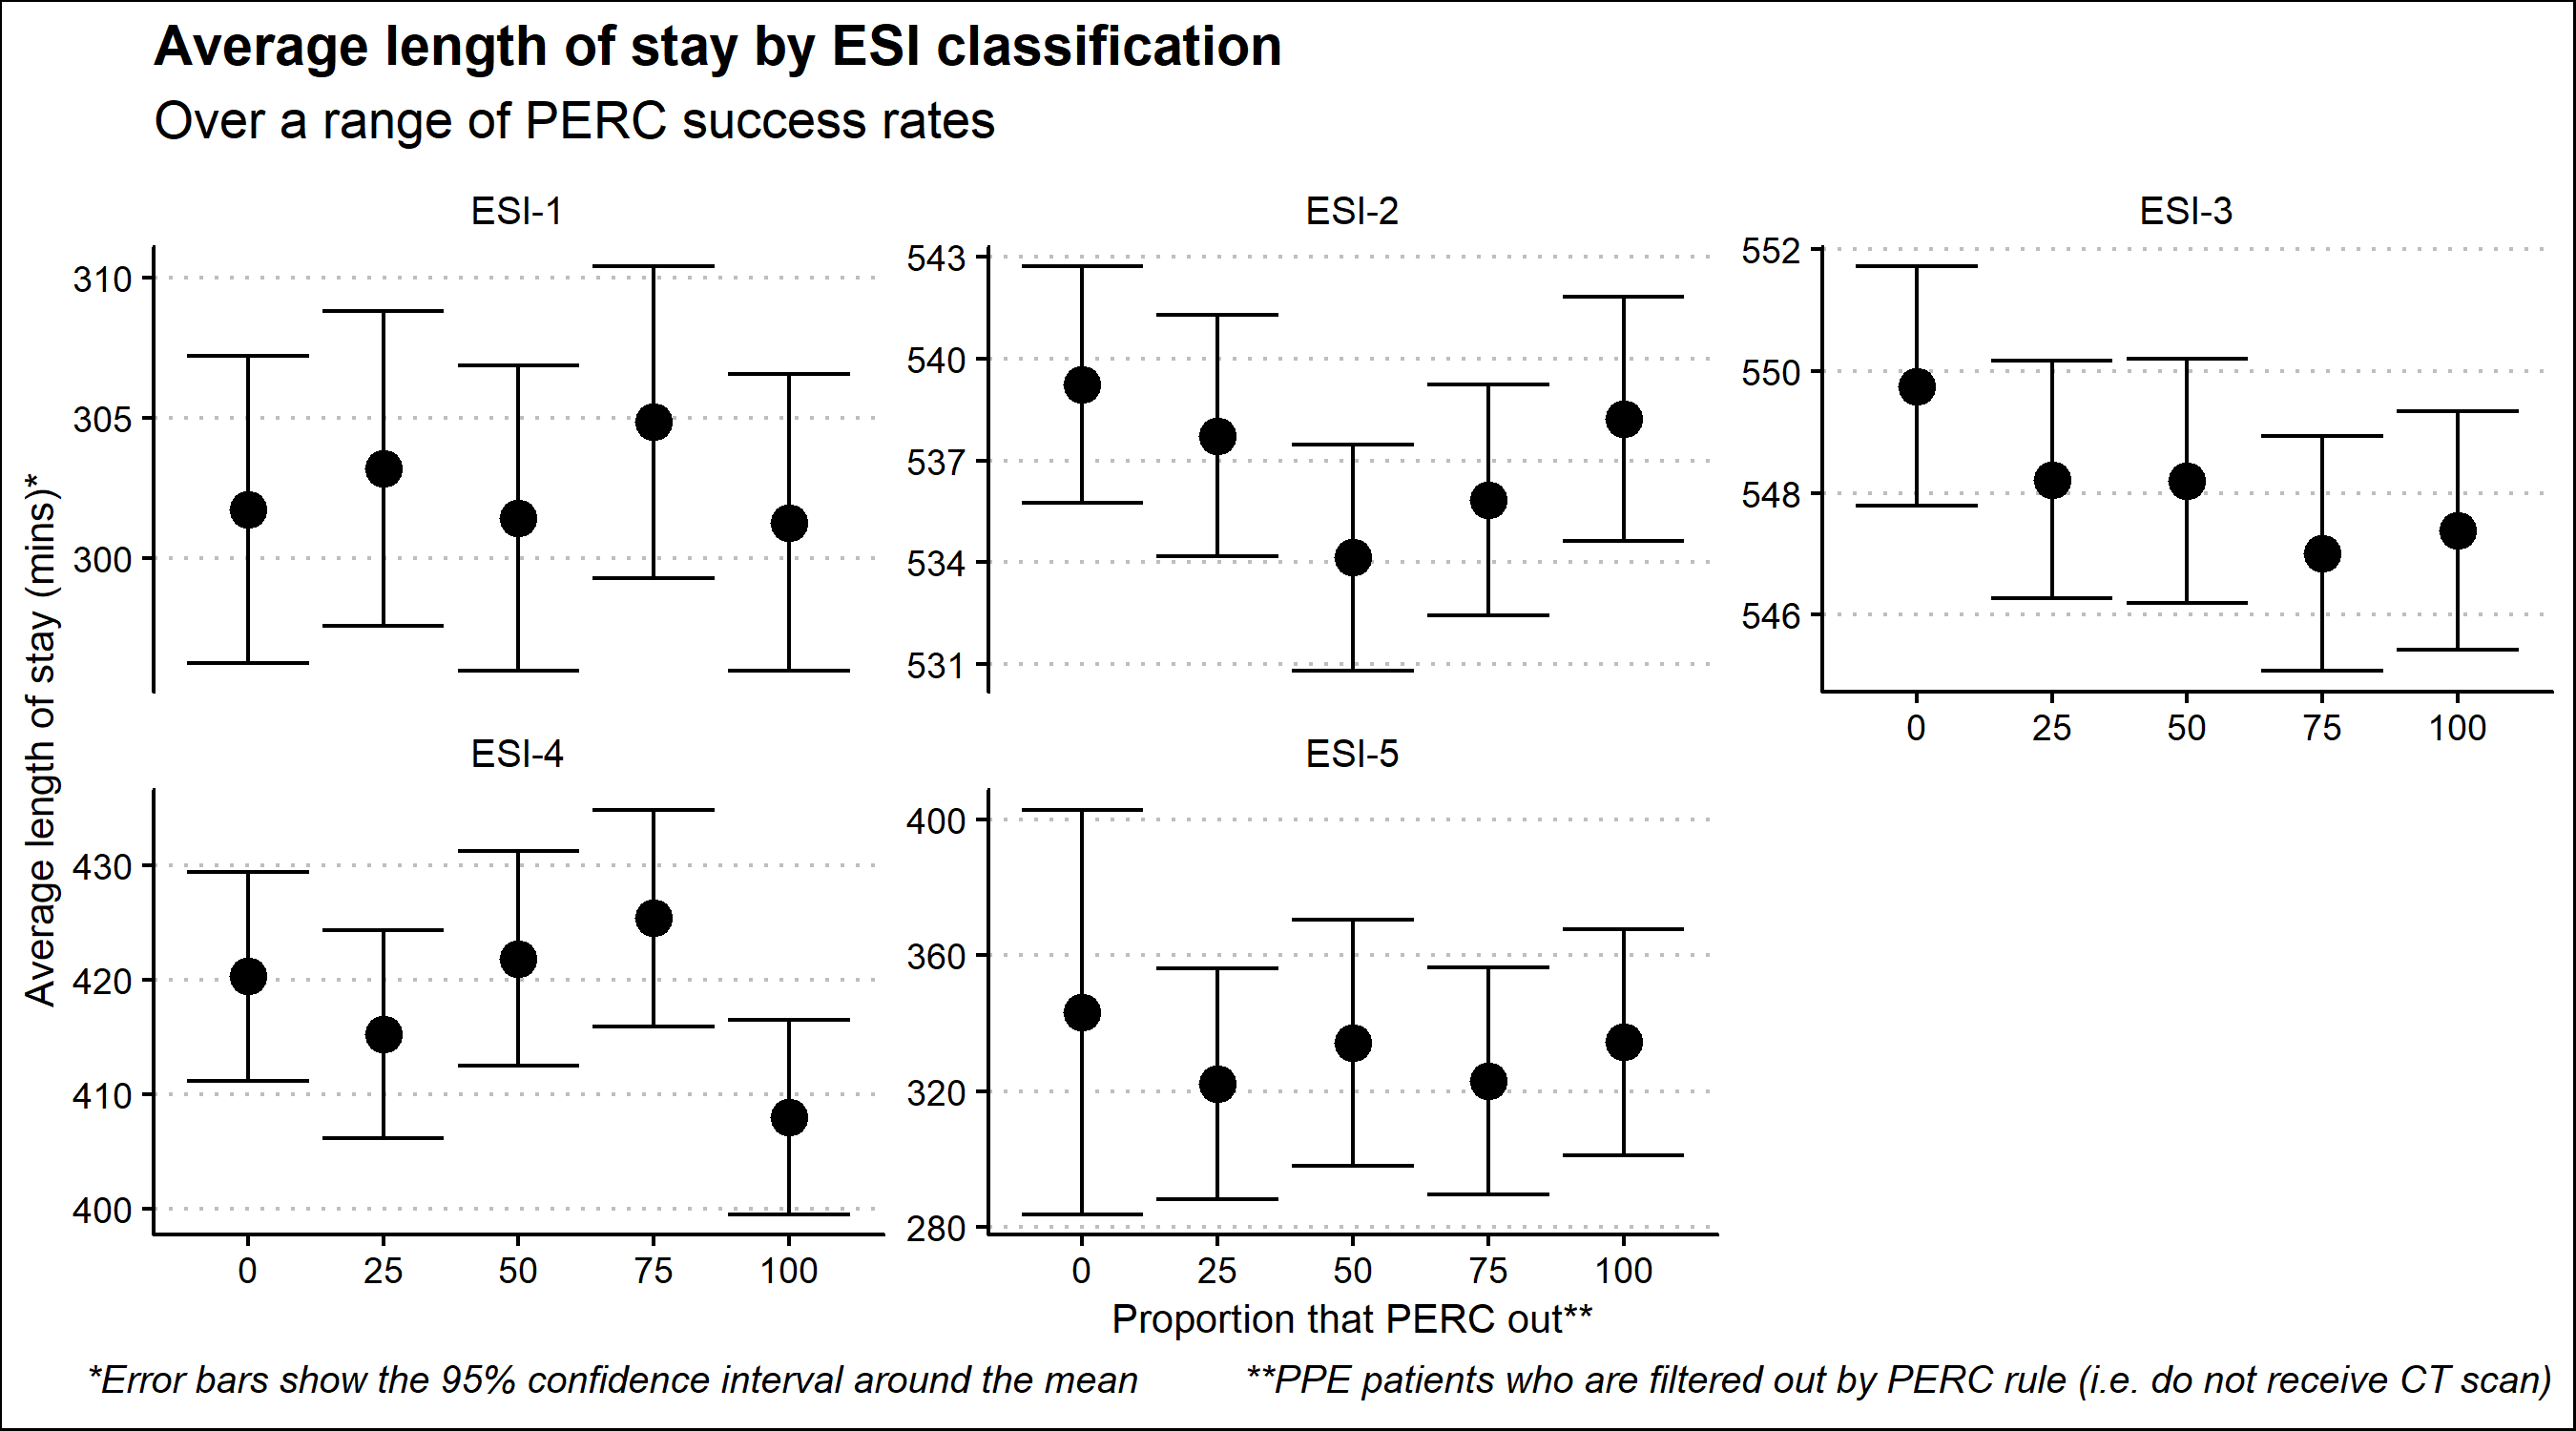 Average length of stay by ESI classification
Over a range of PERC success rates
ESI-1
ESI-2
ESI-3
310
305
300
543
540
537
534
531
552
550
548
546
0 25 50 75 100
Average length of stay (mins)*
ESI-4
ESI-5
430
420
410
400
0 25 50 75 100
400
360
320
280
0 25 50 75 100
Proportion that PERC out**
*Error bars show the 95% confidence interval around the mean
**PPE patients who are filtered out by PERC rule (i.e. do not receive CT scan)